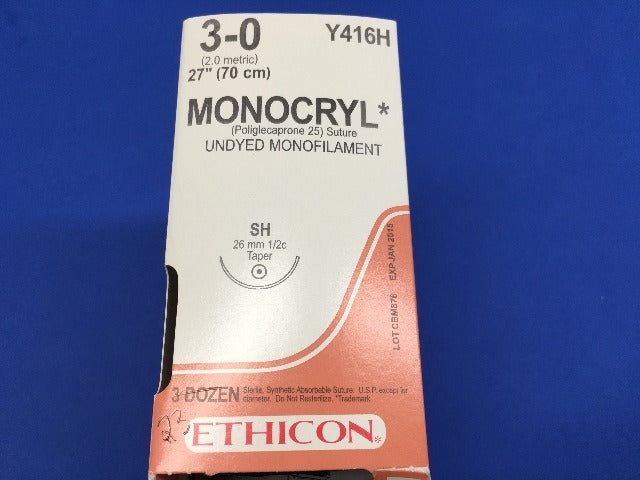 3-0 Y416H
(2.0 metric)
27" (70 cm)
MONOCRYL*
(Poliglecaprone 25) Suture
UNDYED MONOFILAMENT
SH
26 mm 1/2c
Taper
LOT CBM876 EXP JAN 2015
3 DOZEN Sterile, Synthetic Absorbable Suture. U.S.P. except for
diameter. Do Not Resterilize. *Trademark
22
ETHICON*